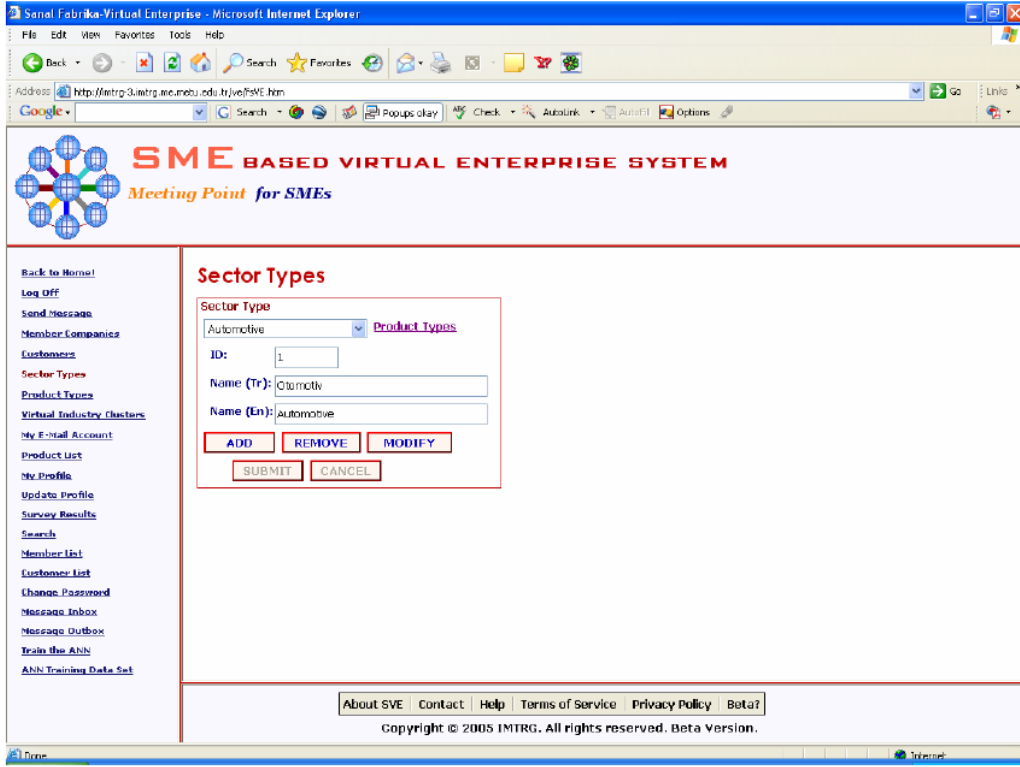 Sanal Fabrika-Virtual Enterprise - Microsoft Internet Explorer
File Edit View Favorites Tools Help
Back Search Favorites
Address http://imtrg-3.imtrg.me.metu.edu.tr/ve/FsVE.htm Go Links
Google Search Popups okay Check AutoLink AutoFill Options
SME BASED VIRTUAL ENTERPRISE SYSTEM
Meeting Point for SMEs
Back to Home!
Log Off
Send Message
Member Companies
Customers
Sector Types
Product Types
Virtual Industry Clusters
My E-Mail Account
Product List
My Profile
Update Profile
Survey Results
Search
Member List
Customer List
Change Password
Message Inbox
Message Outbox
Train the ANN
ANN Training Data Set
Sector Types
Sector Type
Automotive Product Types
ID: 1
Name (Tr): Otomotiv
Name (En): Automotive
ADD REMOVE MODIFY
SUBMIT CANCEL
About SVE Contact Help Terms of Service Privacy Policy Beta?
Copyright © 2005 IMTRG. All rights reserved. Beta Version.
Done Internet